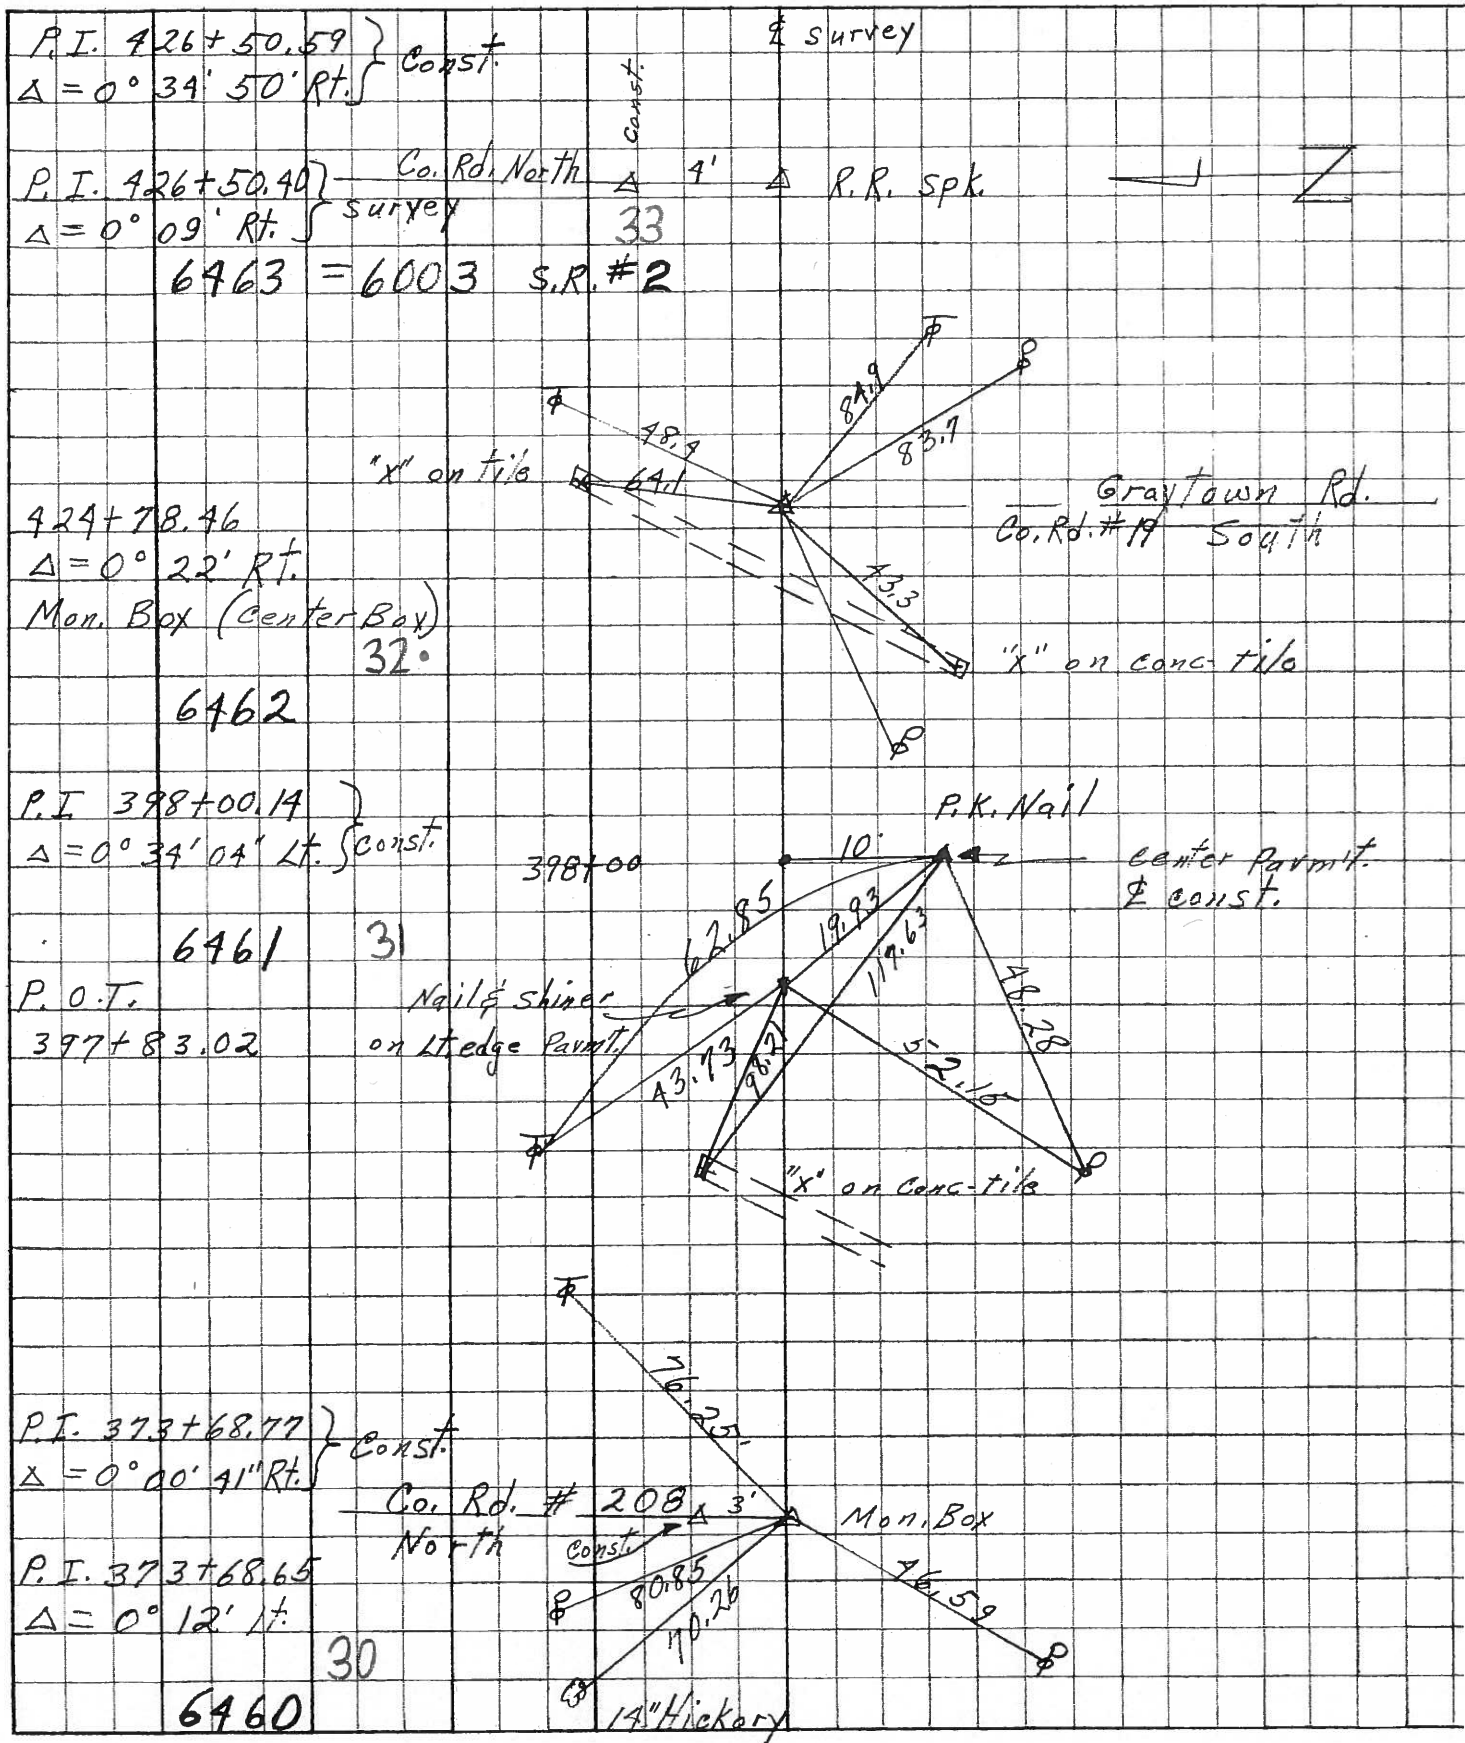 P.I. 426+50.59 } Const.
Δ = 0° 34' 50' Rt.
℄ survey
Const.
P.I. 426+50.40 } survey
Δ = 0° 09' Rt.
Co. Rd. North
4'
R.R. spk.
Z
33
6463 = 6003 S.R. #2
84.9
83.7
48.4
64.1
"x" on tile
424+78.46
Δ = 0° 22' Rt.
Mon. Box (Center Box)
32.
6462
Graytown Rd.
Co. Rd. #19 South
43.3
"x" on conc-tile
P.I 398+00.14 } const.
Δ = 0° 34' 04" Lt.
P.K. Nail
398+00
10'
Center Pavm't.
℄ const.
62.85
19.93
117.63
48.28
6461
31
P.O.T.
397+83.02
Nail & shiner
on Lt edge Pavmt.
43.73
98.21
52.15
"x" on conc-tile
76.25
P.I. 373+68.77 } Const.
Δ = 0° 00' 41" Rt.
Co. Rd. # 208
North
3'
Mon. Box
Const.
P.I. 373+68.65
Δ = 0° 12' lt.
80.85
70.26
46.59
30
6460
14" Hickory